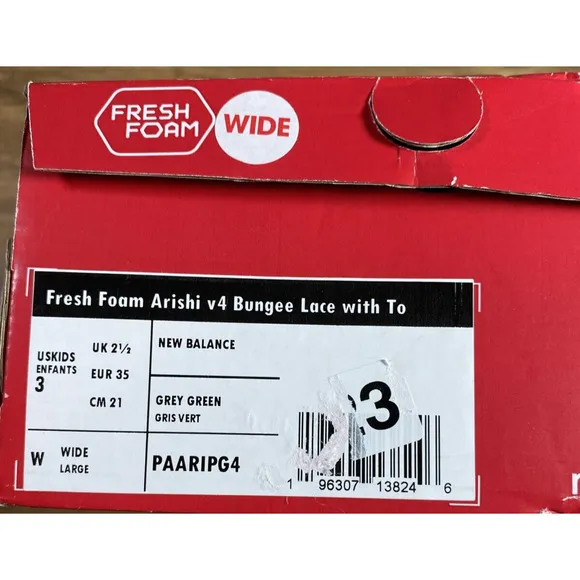 FRESH
FOAM
WIDE
Fresh Foam Arishi v4 Bungee Lace with To
USKIDS
ENFANTS
3
UK 2½
EUR 35
CM 21
NEW BALANCE
GREY GREEN
GRIS VERT
W
WIDE
LARGE
PAARIPG4
3
1 96307 13824 6